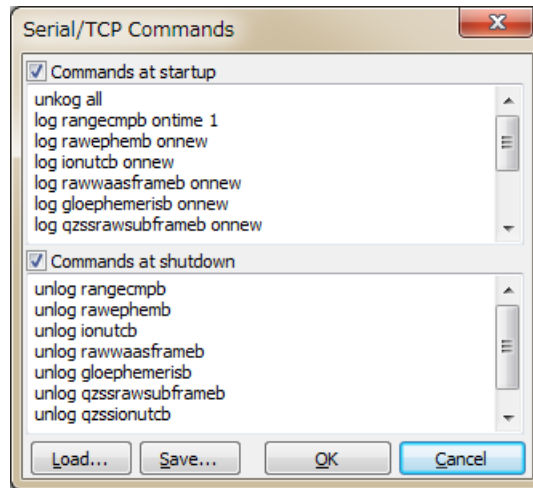 Serial/TCP Commands
Commands at startup
unkog all
log rangecmpb ontime 1
log rawephemb onnew
log ionutcb onnew
log rawwaasframeb onnew
log gloephemerisb onnew
log qzssrawsubframeb onnew
Commands at shutdown
unlog rangecmpb
unlog rawephemb
unlog ionutcb
unlog rawwaasframeb
unlog gloephemerisb
unlog qzssrawsubframeb
unlog qzssionutcb
Load... Save... OK Cancel